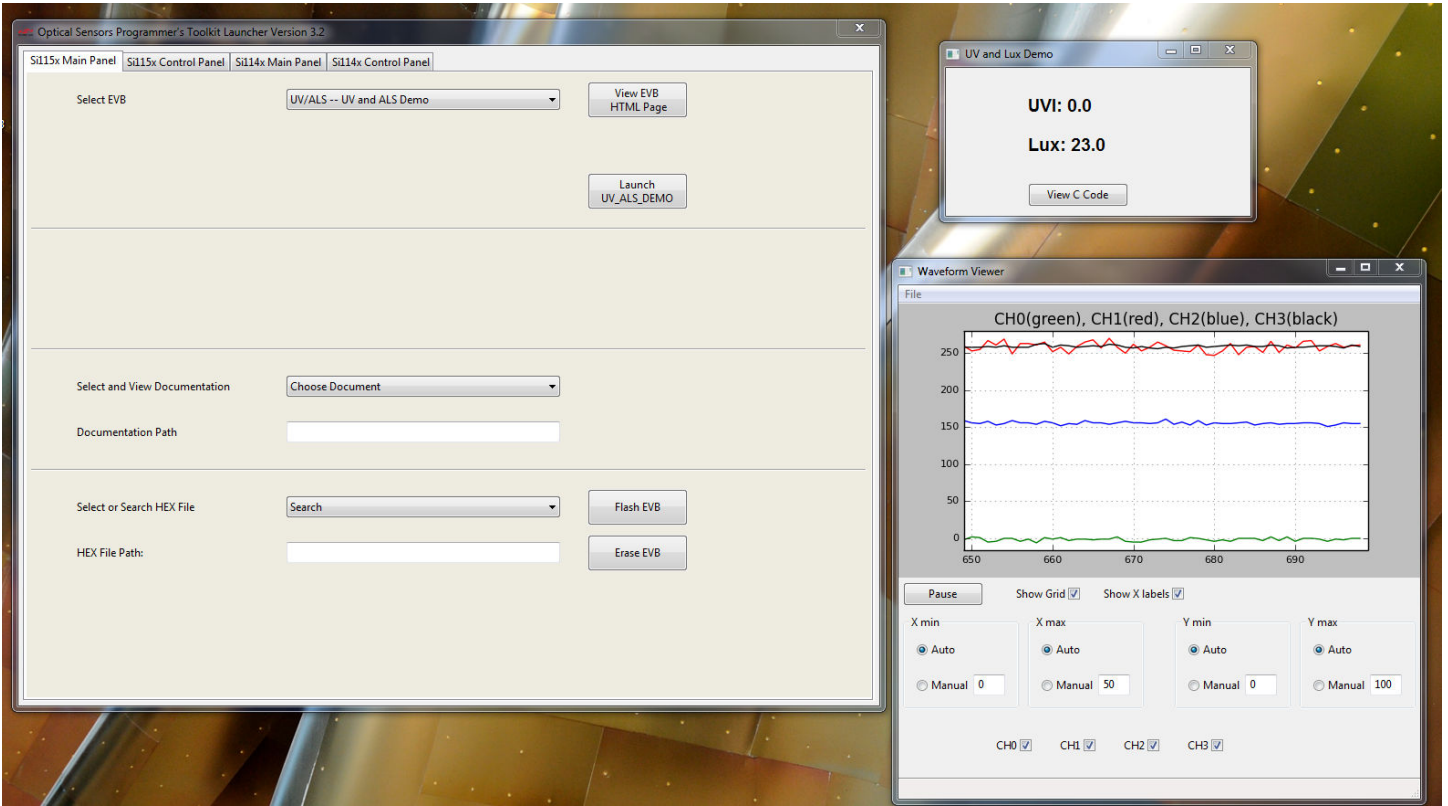 Optical Sensors Programmer's Toolkit Launcher Version 3.2
Si115x Main Panel Si115x Control Panel Si114x Main Panel Si114x Control Panel
Select EVB UV/ALS -- UV and ALS Demo View EVB
HTML Page
Launch
UV_ALS_DEMO
Select and View Documentation Choose Document
Documentation Path
Select or Search HEX File Search Flash EVB
HEX File Path: Erase EVB
UV and Lux Demo
UVI: 0.0
Lux: 23.0
View C Code
Waveform Viewer
File
CH0(green), CH1(red), CH2(blue), CH3(black)
250
200
150
100
50
0
650 660 670 680 690
Pause Show Grid Show X labels
X min X max Y min Y max
Auto Auto Auto Auto
Manual 0 Manual 50 Manual 0 Manual 100
CH0 CH1 CH2 CH3